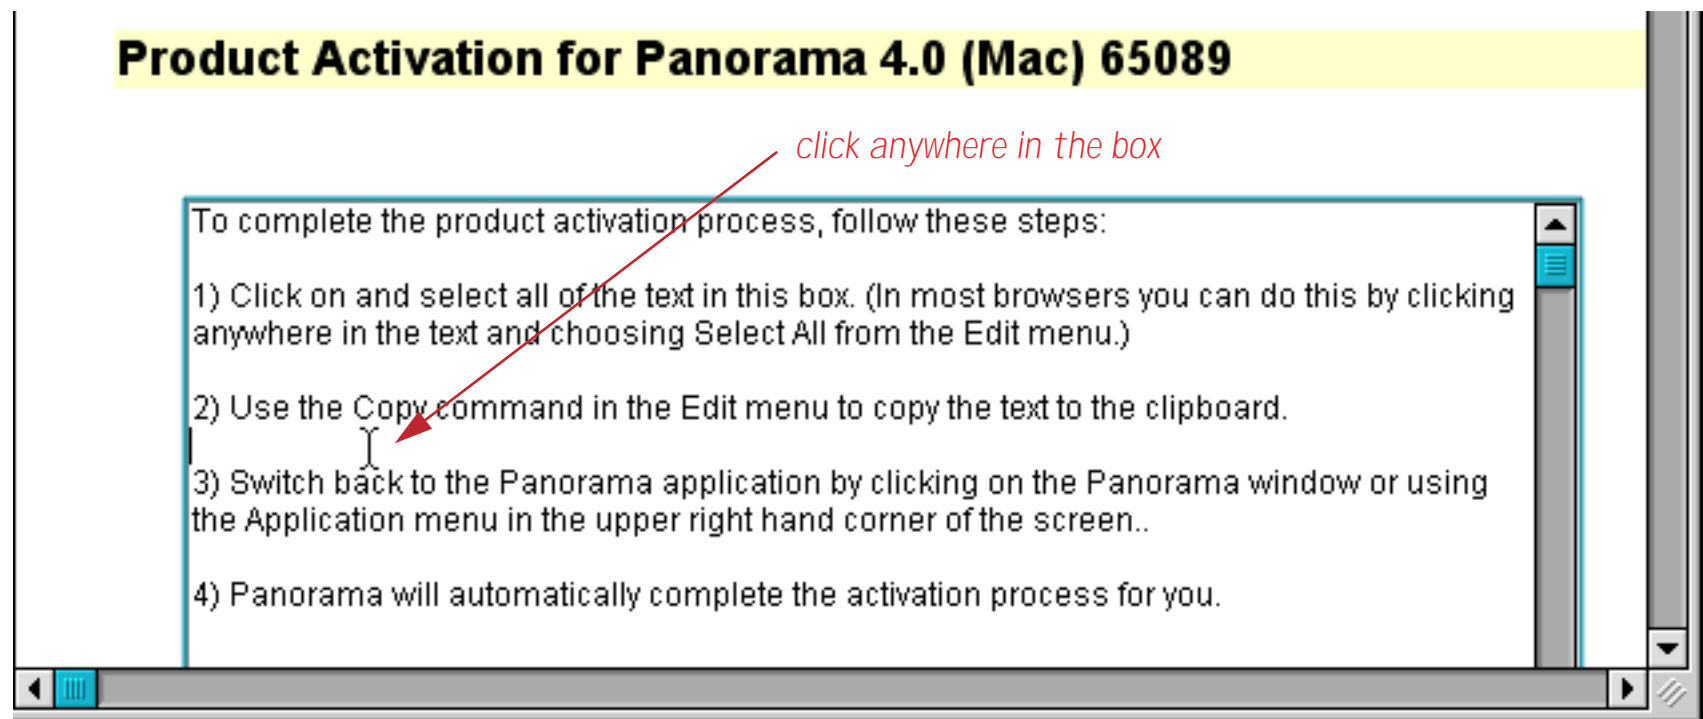 Product Activation for Panorama 4.0 (Mac) 65089
click anywhere in the box
To complete the product activation process, follow these steps:
1) Click on and select all of the text in this box. (In most browsers you can do this by clicking
anywhere in the text and choosing Select All from the Edit menu.)
2) Use the Copy command in the Edit menu to copy the text to the clipboard.
3) Switch back to the Panorama application by clicking on the Panorama window or using
the Application menu in the upper right hand corner of the screen..
4) Panorama will automatically complete the activation process for you.